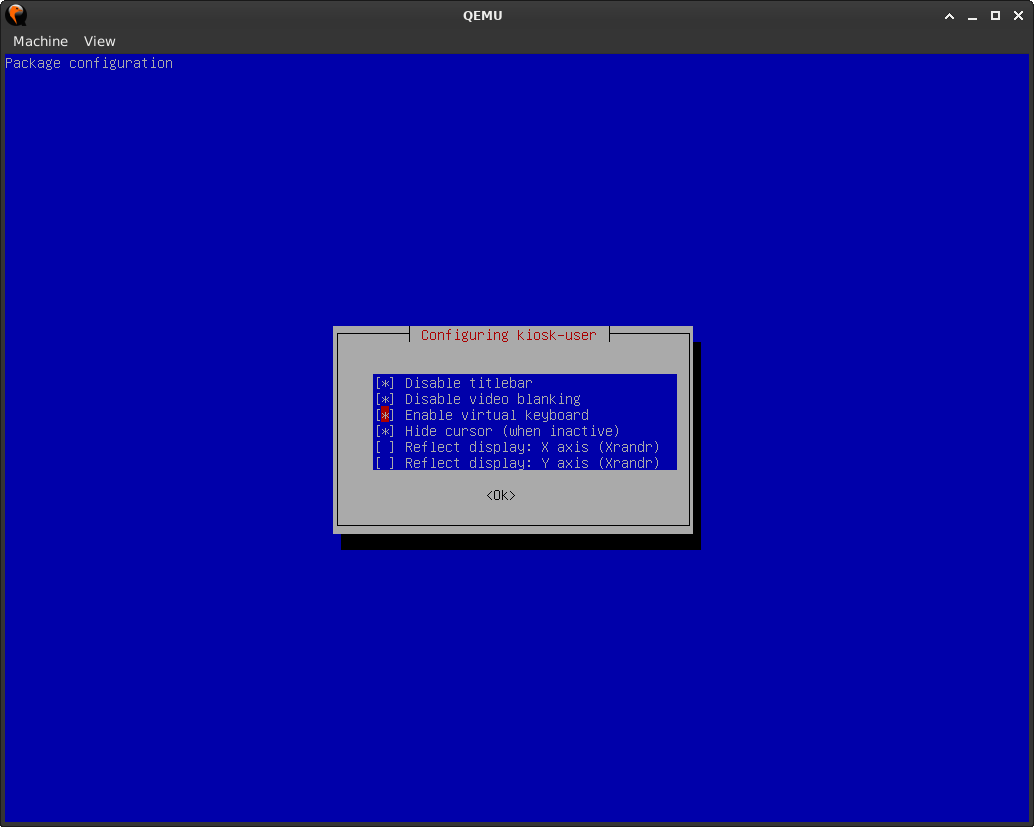 QEMU
Machine View
Package configuration
Configuring kiosk-user
[*] Disable titlebar
[*] Disable video blanking
[*] Enable virtual keyboard
[*] Hide cursor (when inactive)
[ ] Reflect display: X axis (Xrandr)
[ ] Reflect display: Y axis (Xrandr)
<Ok>